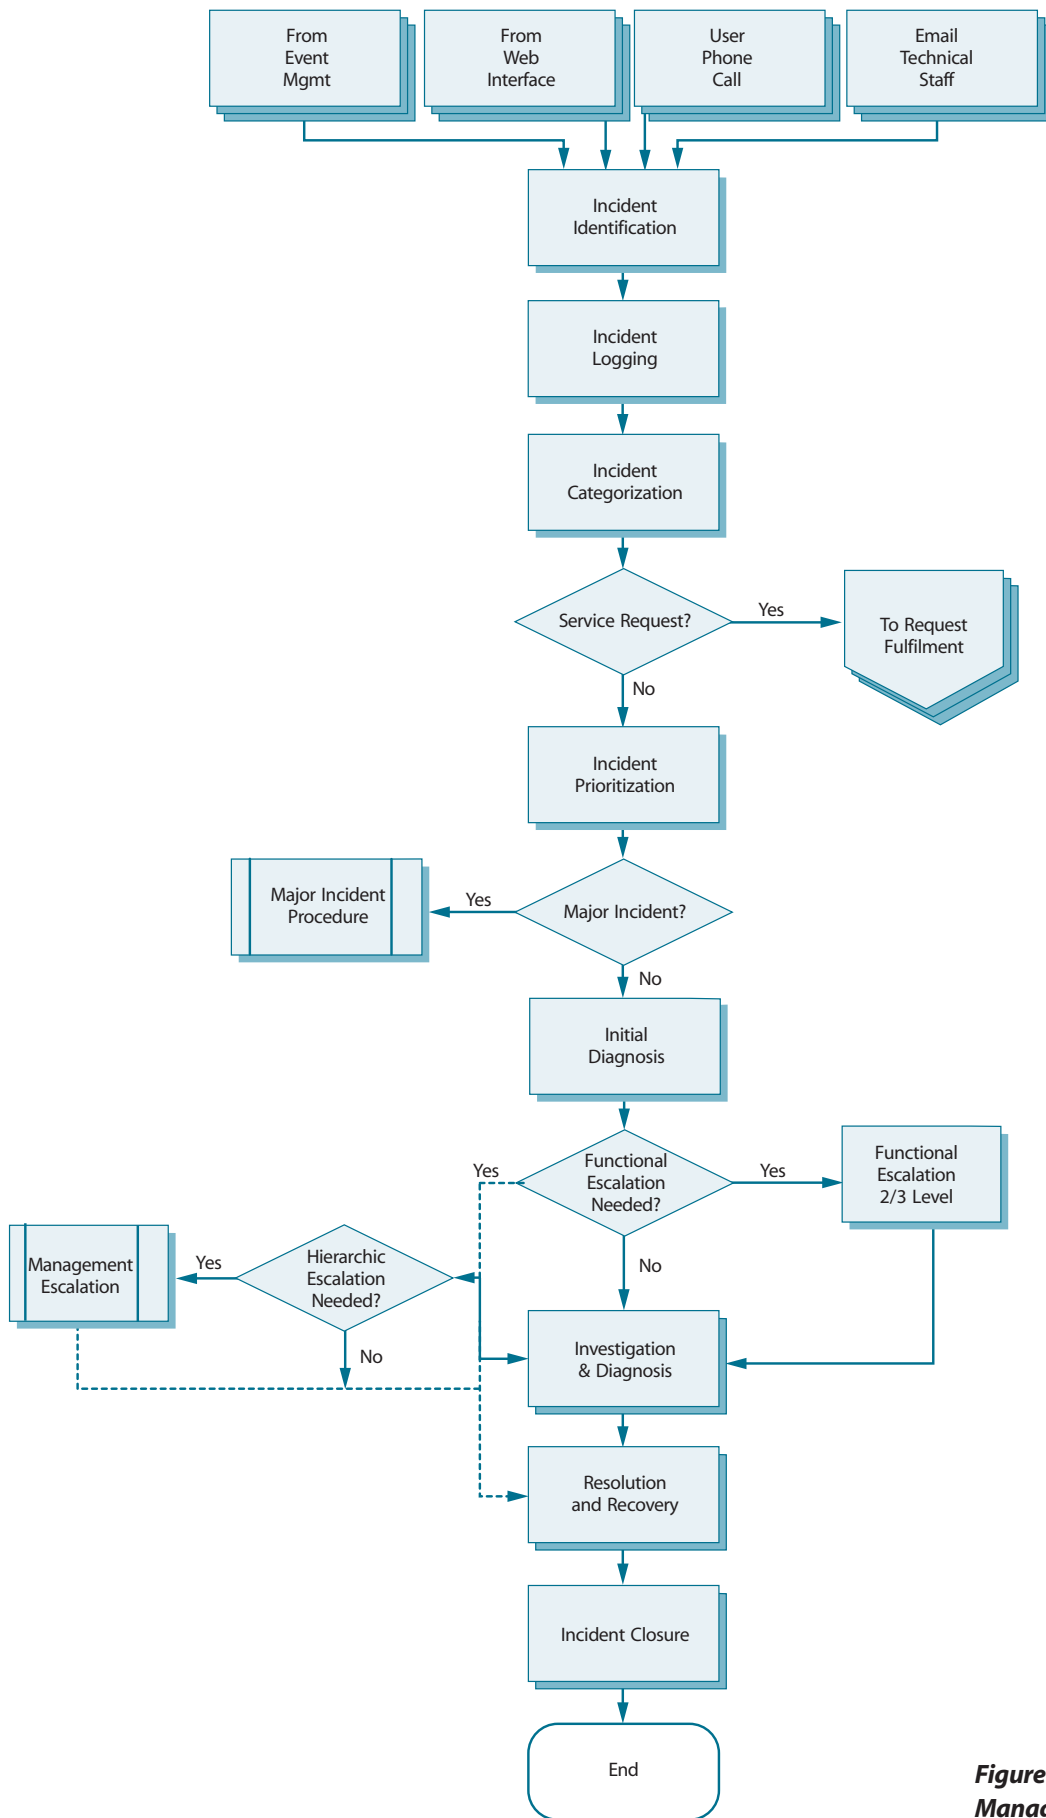 From
Event
Mgmt
From
Web
Interface
User
Phone
Call
Email
Technical
Staff
Incident
Identification
Incident
Logging
Incident
Categorization
Service Request?
Yes
To Request
Fulfilment
No
Incident
Prioritization
Major Incident
Procedure
Yes
Major Incident?
No
Initial
Diagnosis
Yes
Functional
Escalation
Needed?
Yes
Functional
Escalation
2/3 Level
No
Management
Escalation
Yes
Hierarchic
Escalation
Needed?
No
Investigation
& Diagnosis
Resolution
and Recovery
Incident Closure
End
Figure